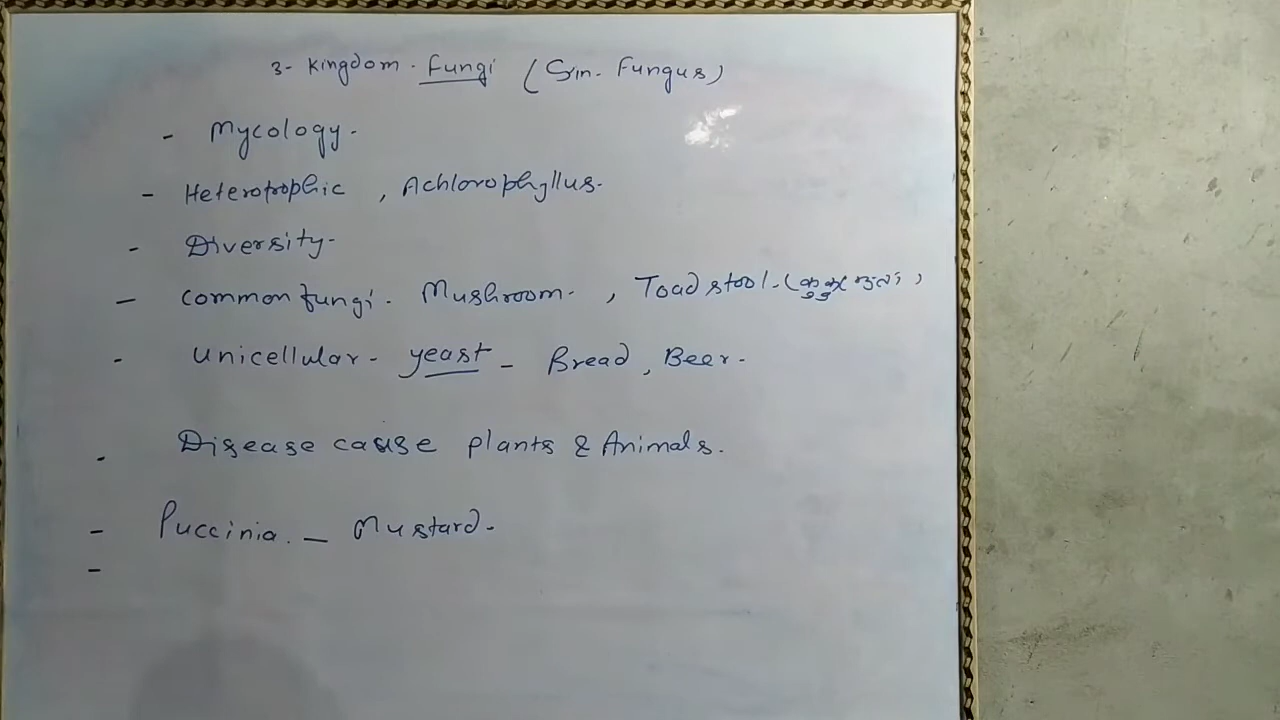 3- Kingdom. Fungi (Sin. Fungus)
- Mycology.
- Heterotrophic , Achlorophyllus.
- Diversity-
- common fungi. Mushroom. , Toad stool.
- Unicellular - yeast - Bread, Beer-
. Disease cause plants & Animals.
- Puccinia. - Mustard-
-